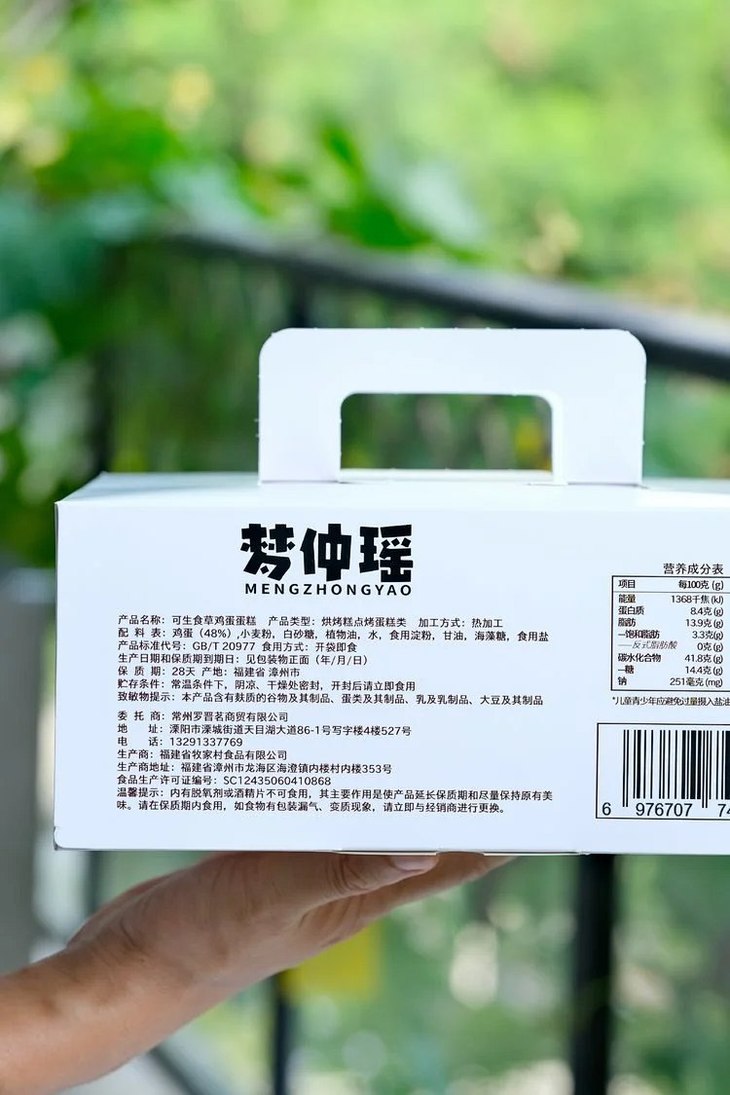 梦仲瑶
MENGZHONGYAO
产品名称：可生食草鸡蛋蛋糕 产品类型：烘烤糕点烤蛋糕类 加工方式：热加工
配 料 表：鸡蛋（48%）,小麦粉，白砂糖，植物油，水，食用淀粉，甘油，海藻糖，食用盐
产品标准代号：GB/T 20977 食用方式：开袋即食
生产日期和保质期到期日：见包装物正面（年/月/日）
保 质 期：28天 产地：福建省 漳州市
贮存条件：常温条件下，阴凉、干燥处密封，开封后请立即食用
致敏物提示：本产品含有麸质的谷物及其制品、蛋类及其制品、乳及乳制品、大豆及其制品
委 托 商：常州罗晋茗商贸有限公司
地 址：溧阳市溧城街道天目湖大道86-1号写字楼4楼527号
电 话：13291337769
生产商：福建省牧家村食品有限公司
生产商地址：福建省漳州市龙海区海澄镇内楼村内楼353号
食品生产许可证编号：SC12435060410868
温馨提示：内有脱氧剂或酒精片不可食用，其主要作用是使产品延长保质期和尽量保持原有美
味。请在保质期内食用，如食物有包装漏气、变质现象，请立即与经销商进行更换。
营养成分表
项目 每100克 (g)
能量 1368千焦 (kJ)
蛋白质 8.4克 (g)
脂肪 13.9克 (g)
—饱和脂肪 3.3克(g)
——反式脂肪酸 0克 (g)
碳水化合物 41.8克 (g)
—糖 14.4克 (g)
钠 251毫克 (mg)
*儿童青少年应避免过量摄入盐油
6 976707 74